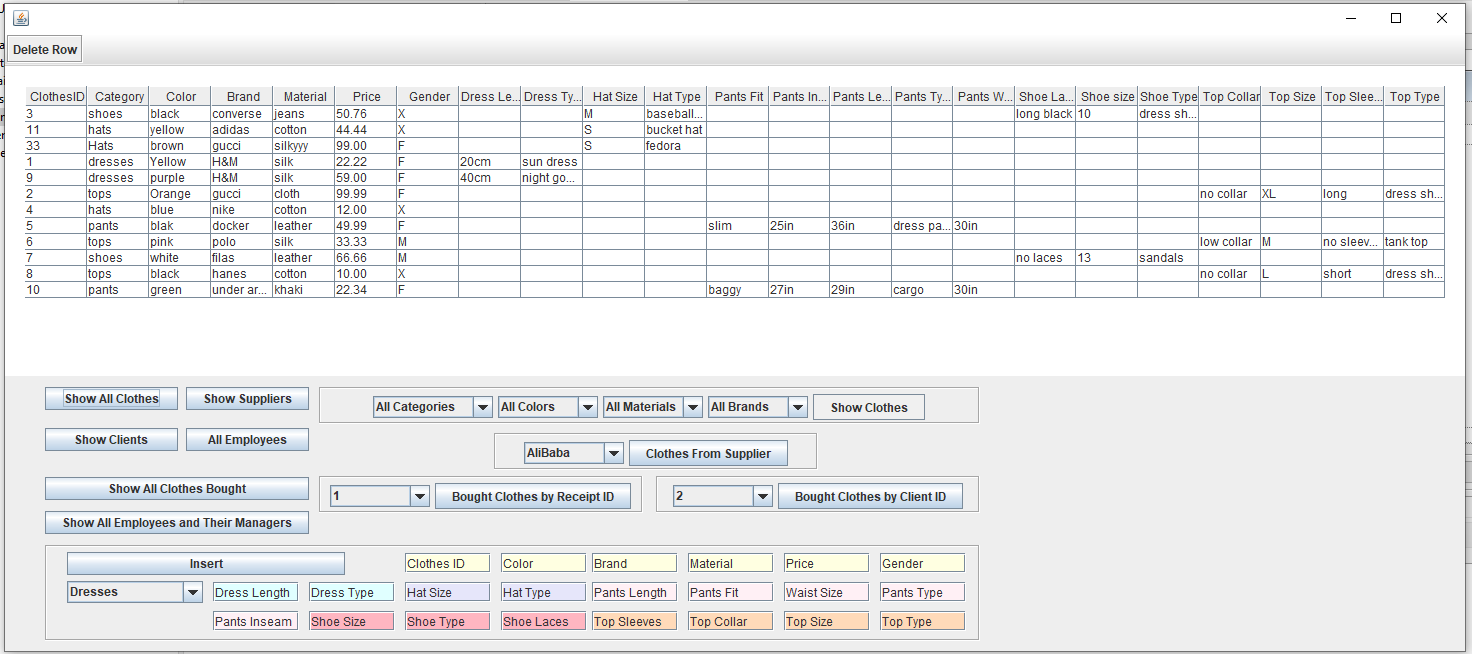 Delete Row
ClothesID Category Color Brand Material Price Gender Dress Le... Dress Ty... Hat Size Hat Type Pants Fit Pants In... Pants Le... Pants Ty... Pants W... Shoe La... Shoe size Shoe Type Top Collar Top Size Top Slee... Top Type
3 shoes black converse jeans 50.76 X M baseball... long black 10 dress sh...
11 hats yellow adidas cotton 44.44 X S bucket hat
33 Hats brown gucci silkyyy 99.00 F S fedora
1 dresses Yellow H&M silk 22.22 F 20cm sun dress
9 dresses purple H&M silk 59.00 F 40cm night go...
2 tops Orange gucci cloth 99.99 F no collar XL long dress sh...
4 hats blue nike cotton 12.00 X
5 pants blak docker leather 49.99 F slim 25in 36in dress pa... 30in
6 tops pink polo silk 33.33 M low collar M no sleev... tank top
7 shoes white filas leather 66.66 M no laces 13 sandals
8 tops black hanes cotton 10.00 X no collar L short dress sh...
10 pants green under ar... khaki 22.34 F baggy 27in 29in cargo 30in
Show All Clothes Show Suppliers All Categories All Colors All Materials All Brands Show Clothes
Show Clients All Employees AliBaba Clothes From Supplier
Show All Clothes Bought 1 Bought Clothes by Receipt ID 2 Bought Clothes by Client ID
Show All Employees and Their Managers
Insert Clothes ID Color Brand Material Price Gender
Dresses Dress Length Dress Type Hat Size Hat Type Pants Length Pants Fit Waist Size Pants Type
Pants Inseam Shoe Size Shoe Type Shoe Laces Top Sleeves Top Collar Top Size Top Type